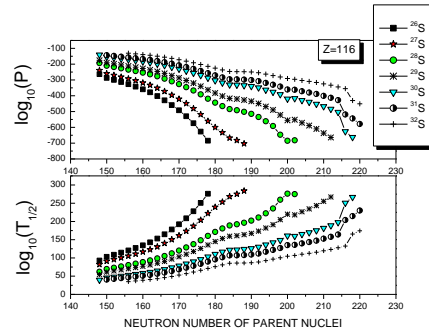 -100
-200
-300
-400
-500
-600
-700
-800
log10(P)
Z=116
26S
27S
28S
29S
30S
31S
32S
140 150 160 170 180 190 200 210 220 230
300
250
200
150
100
50
0
log10(T1/2)
140 150 160 170 180 190 200 210 220 230
NEUTRON NUMBER OF PARENT NUCLEI